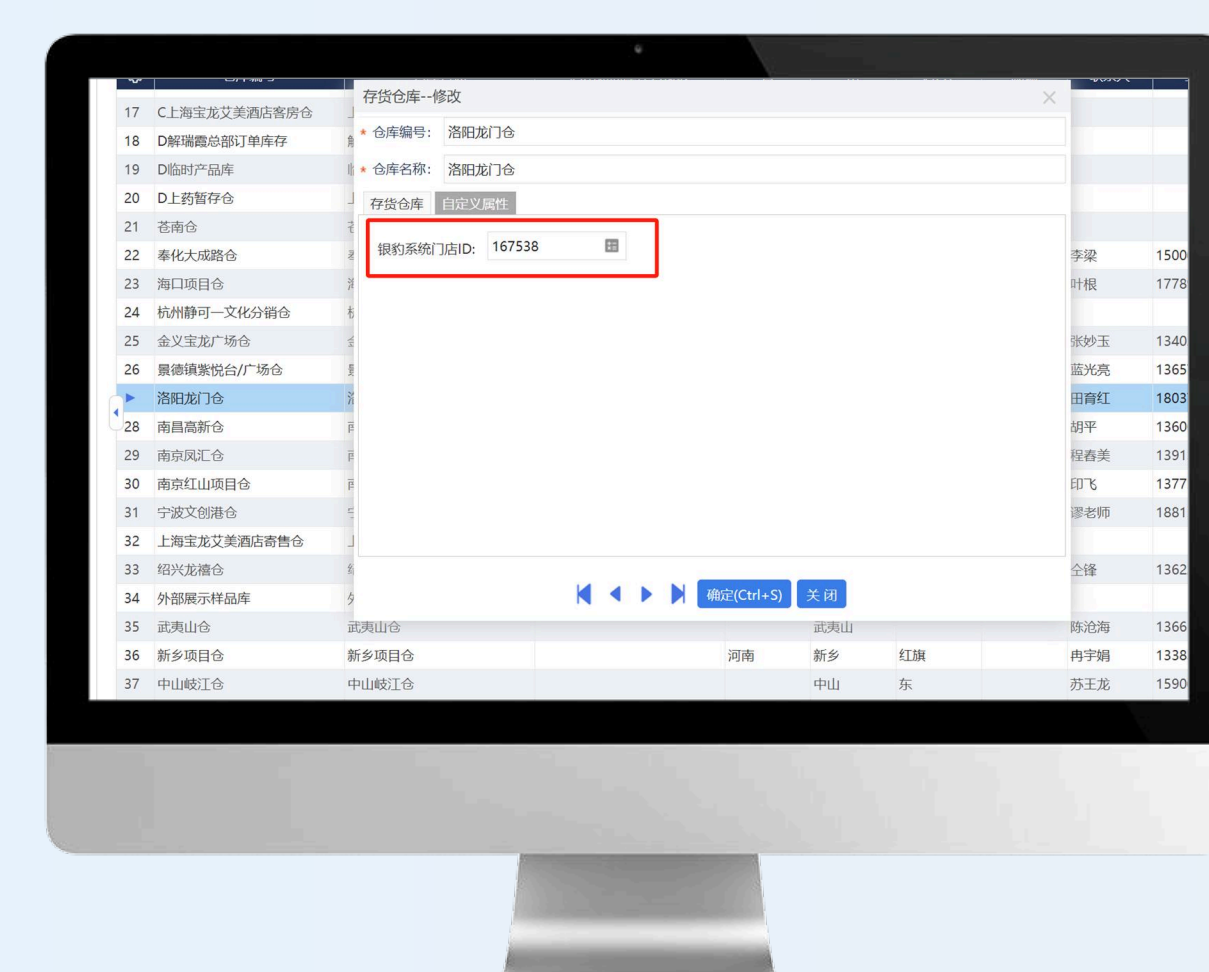 存货仓库--修改
* 仓库编号: 洛阳龙门仓
* 仓库名称: 洛阳龙门仓
存货仓库 自定义属性
银豹系统门店ID: 167538
确定(Ctrl+S) 关闭
17 C上海宝龙艾美酒店客房仓
18 D解瑞霞总部订单库存
19 D临时产品库
20 D上药暂存仓
21 苍南仓
22 奉化大成路仓 李梁 1500
23 海口项目仓 叶根 1778
24 杭州静可一文化分销仓
25 金义宝龙广场仓 张妙玉 1340
26 景德镇紫悦台/广场仓 蓝光亮 1365
洛阳龙门仓 田育红 1803
28 南昌高新仓 胡平 1360
29 南京凤汇仓 程春美 1391
30 南京红山项目仓 印飞 1377
31 宁波文创港仓 谬老师 1881
32 上海宝龙艾美酒店寄售仓
33 绍兴龙禧仓 仝锋 1362
34 外部展示样品库
35 武夷山仓 武夷山仓 武夷山 陈沧海 1366
36 新乡项目仓 新乡项目仓 河南 新乡 红旗 冉宇娟 1338
37 中山岐江仓 中山岐江仓 中山 东 苏王龙 1590